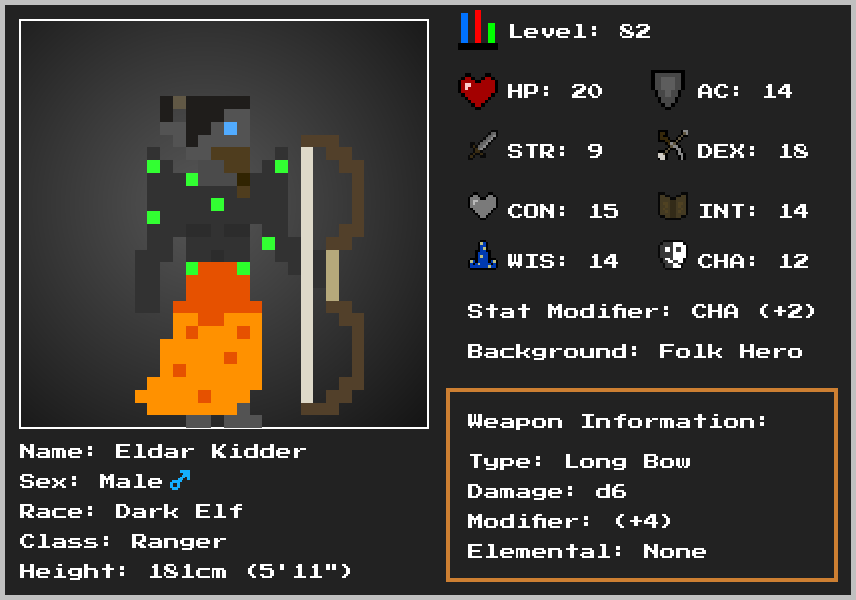 Level: 82
HP: 20 AC: 14
STR: 9 DEX: 18
CON: 15 INT: 14
WIS: 14 CHA: 12
Stat Modifier: CHA (+2)
Background: Folk Hero
Weapon Information:
Type: Long Bow
Damage: d6
Modifier: (+4)
Elemental: None
Name: Eldar Kidder
Sex: Male ♂
Race: Dark Elf
Class: Ranger
Height: 181cm (5'11")